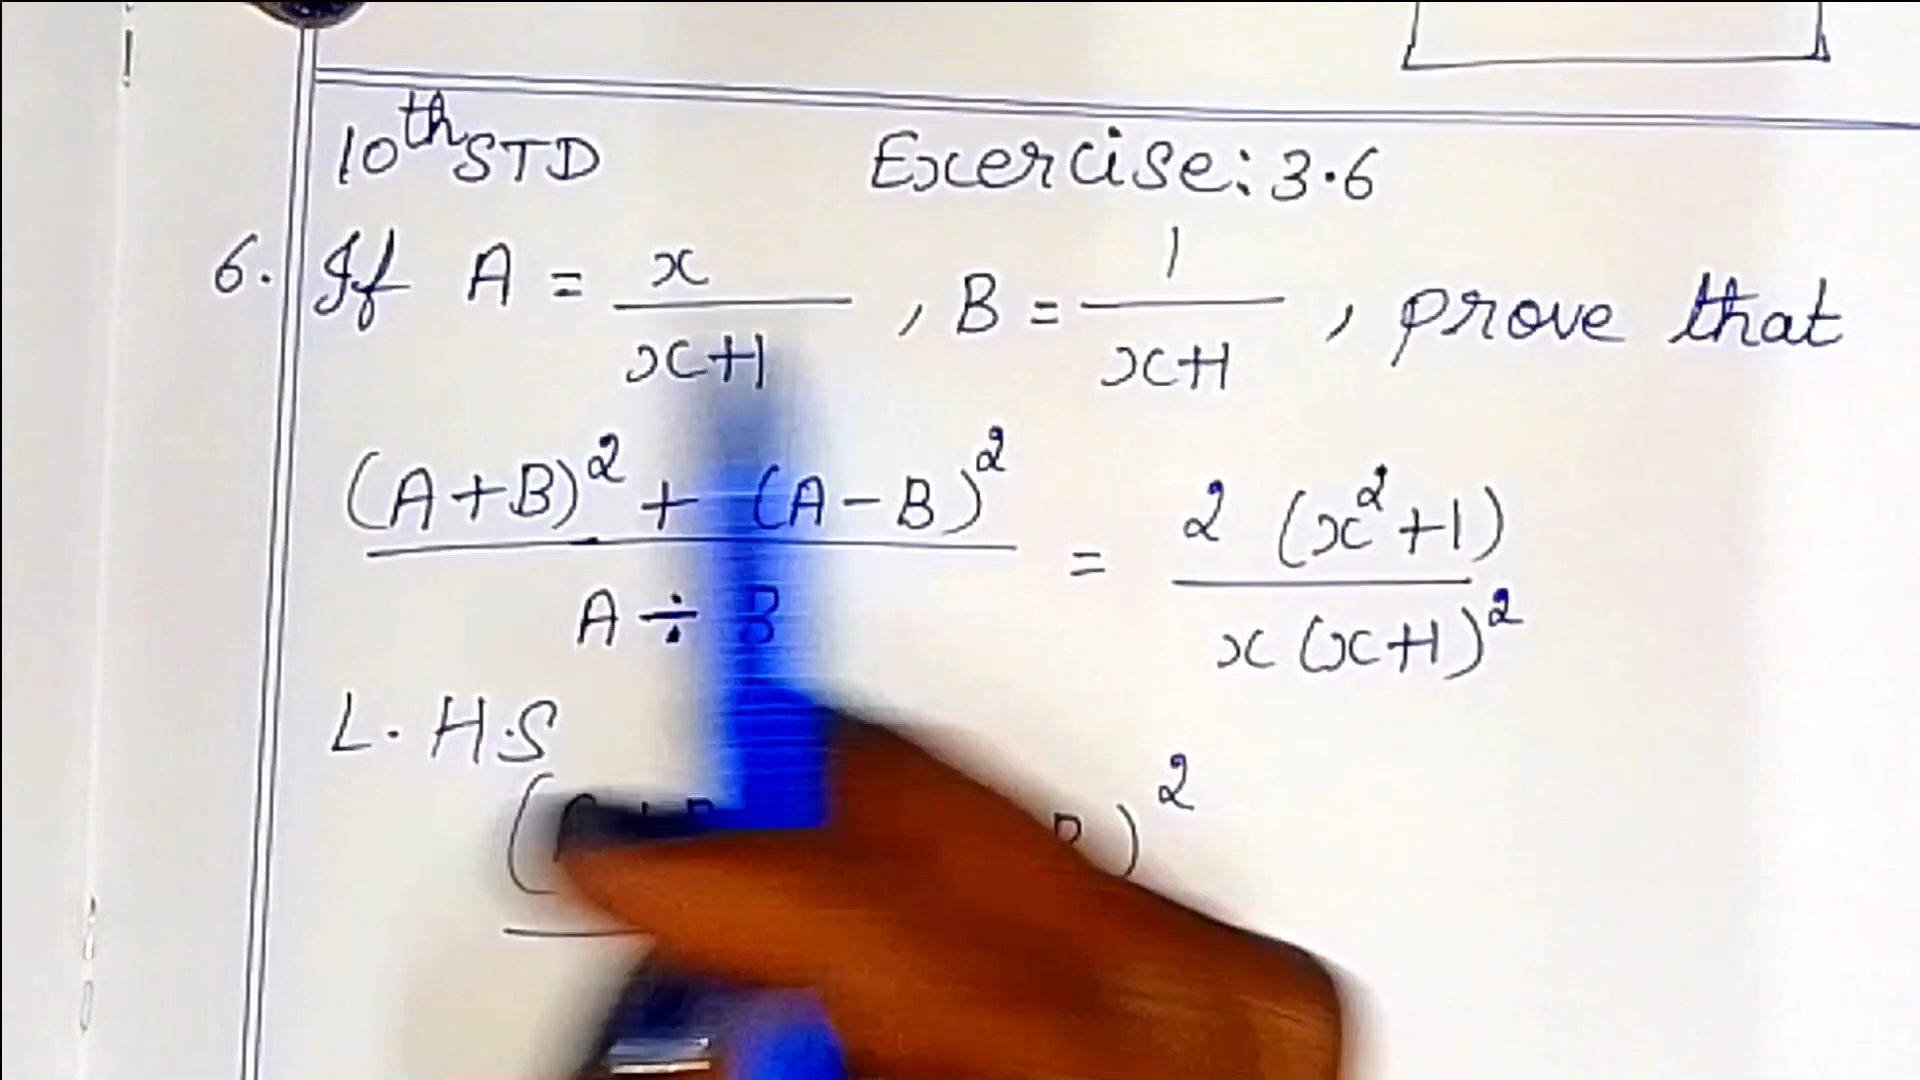 10th STD Exercise: 3.6
6. If A = x/(x+1), B = 1/(x+1), prove that
((A+B)² + (A-B)²)/(A ÷ B) = 2 (x²+1)/(x (x+1)²)
L.H.S
( B)²